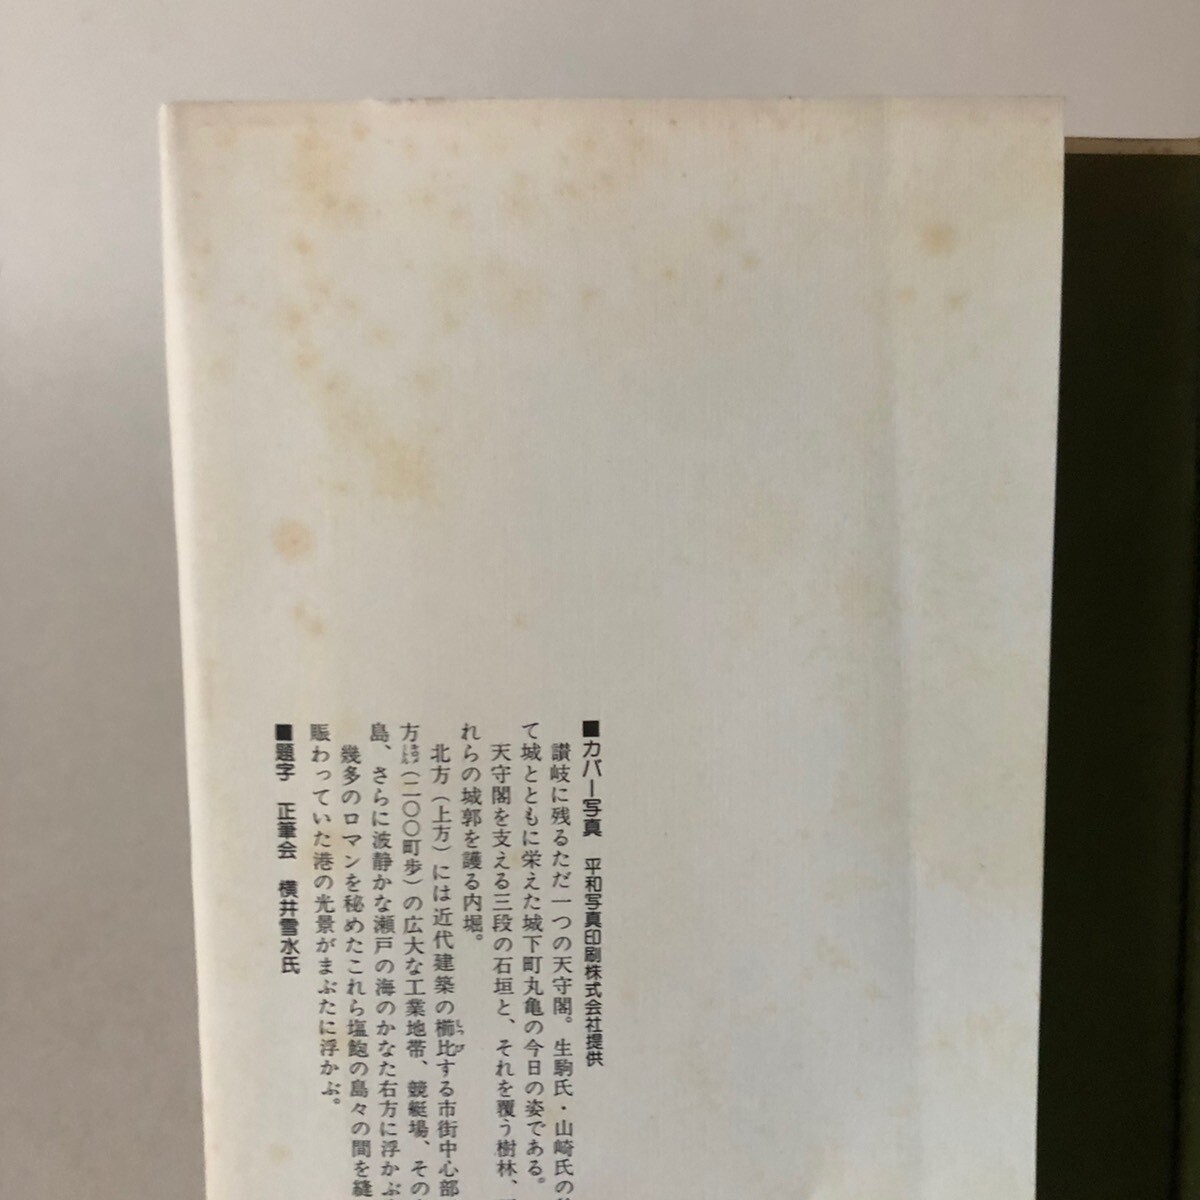 ■カバー写真　平和写真印刷株式会社提供
讃岐に残るただ一つの天守閣。生駒氏・山崎氏の
て城とともに栄えた城下町丸亀の今日の姿である。
天守閣を支える三段の石垣と、それを覆う樹林、
れらの城郭を護る内堀。
北方（上方）には近代建築の櫛比しっぴする市街中心部
方キロメートル（二〇〇町歩）の広大な工業地帯、競艇場、その
島、さらに波静かな瀬戸の海のかなた右方に浮かぶ
幾多のロマンを秘めたこれら塩飽の島々の間を縫
賑わっていた港の光景がまぶたに浮かぶ。
■題字　正筆会　横井雪水氏